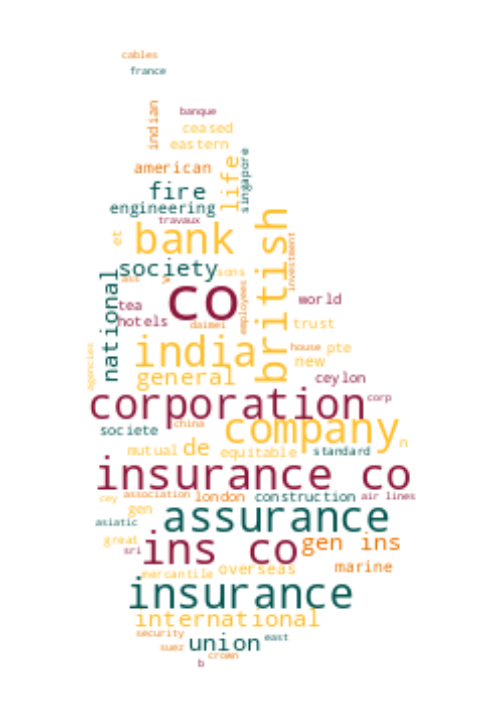 cables
france
indian
banque
ceased
eastern
american
life
singapore
fire
engineering
travaux
et
bank
british
investment
society
sons
national
co
employees
world
tea
hotels
daimei
trust
india
house
pte
agencies
general
new
ceylon
corporation
corp
china
societe
company
n
mutual
de
equitable
standard
insurance co
cey
association
london
construction
air lines
gen
assurance
asiatic
great
sri
ins co
gen ins
mercantile
overseas
marine
insurance
international
security
union
east
suez
crown
b